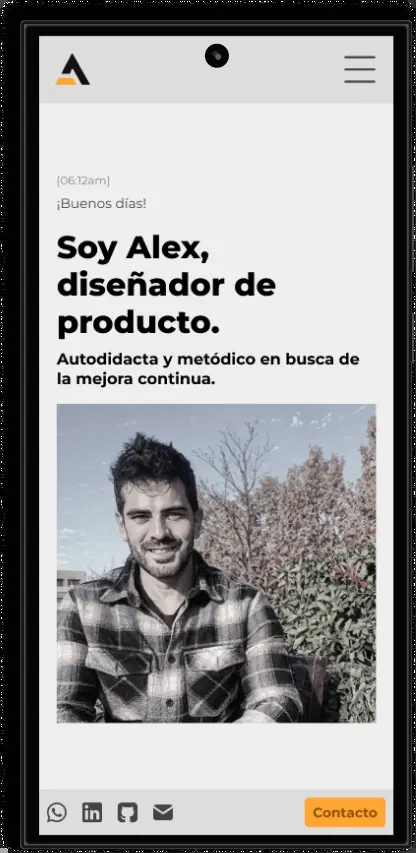 [06:12am]
¡Buenos días!
Soy Alex,
diseñador de
producto.
Autodidacta y metódico en busca de
la mejora continua.
Contacto